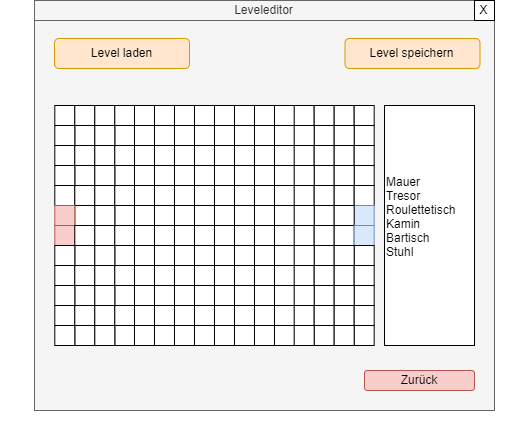 Leveleditor
X
Level laden
Level speichern
Mauer
Tresor
Roulettetisch
Kamin
Bartisch
Stuhl
Zurück